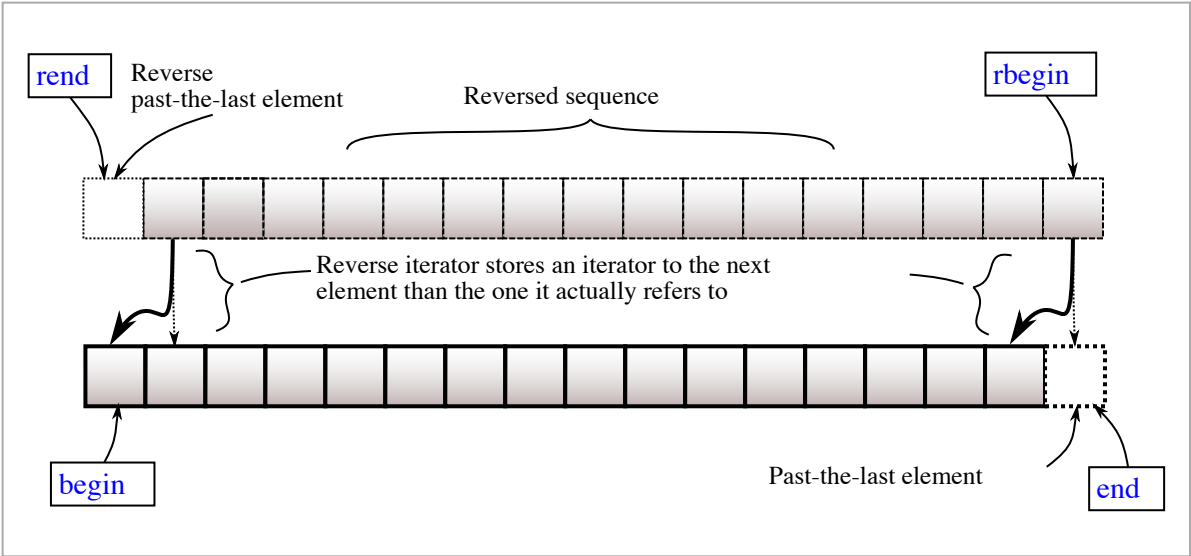 rend
Reverse
past-the-last element
Reversed sequence
rbegin
Reverse iterator stores an iterator to the next
element than the one it actually refers to
begin
Past-the-last element
end